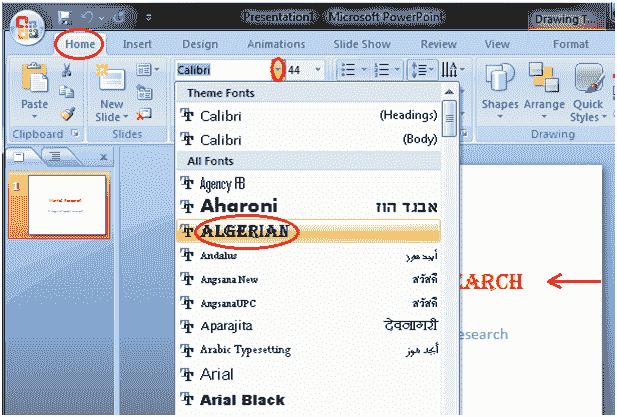 Presentation1 - Microsoft PowerPoint
Drawing T...
Home Insert Design Animations Slide Show Review View Format
Calibri 44
Paste
New Slide
Shapes Arrange Quick Styles
Clipboard Slides Drawing
Theme Fonts
Calibri (Headings)
Calibri (Body)
All Fonts
Agency FB
Aharoni אבגד הוז
ALGERIAN
Andalus أبجد هوز
Angsana New สวัสดี
AngsanaUPC สวัสดี
Aparajita देवनागरी
Arabic Typesetting أبجد هوز
Arial
Arial Black
1
EARCH
esearch